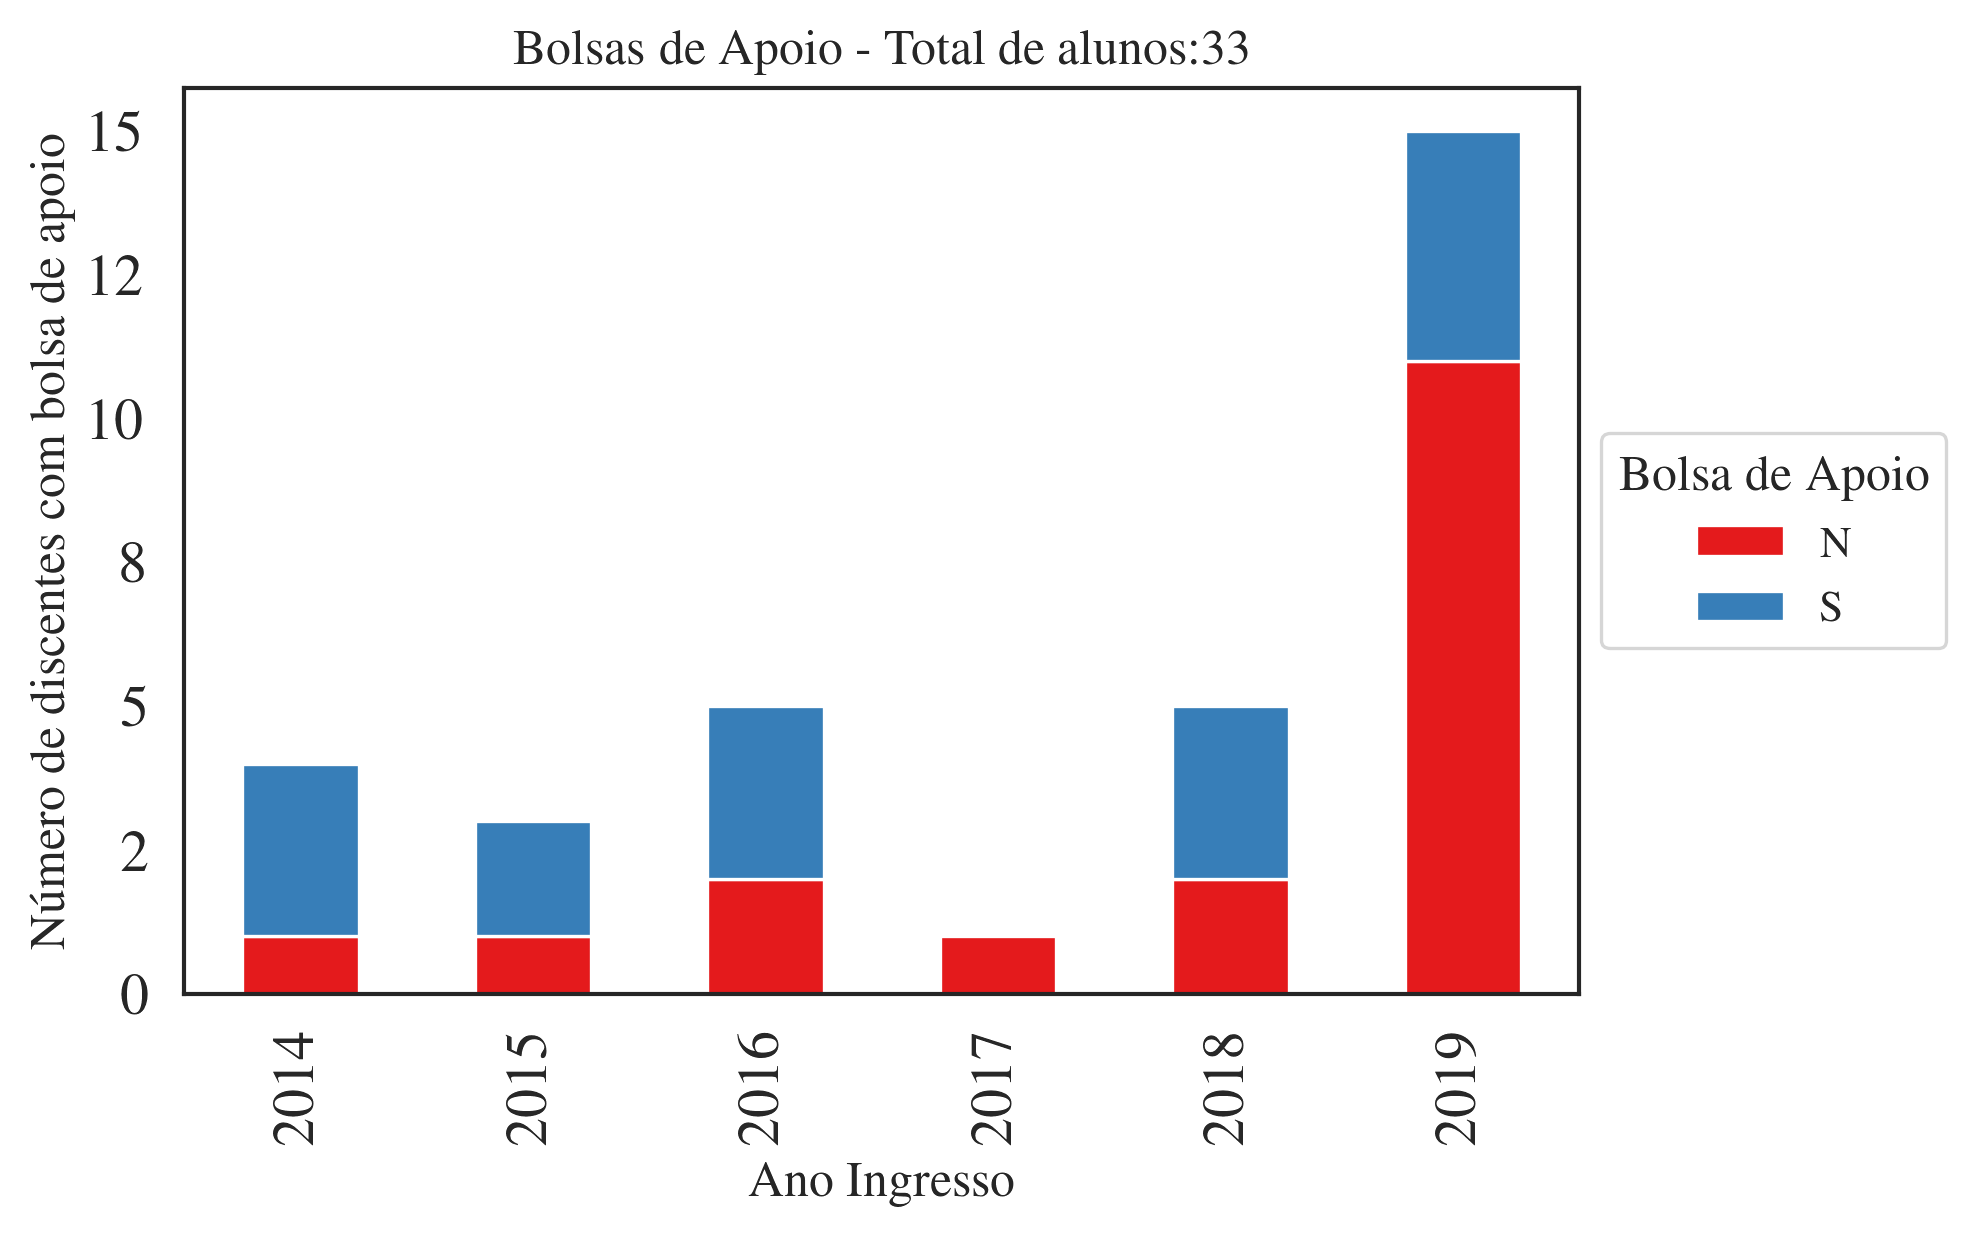 Bolsas de Apoio - Total de alunos:33
Número de discentes com bolsa de apoio
15
12
10
8
5
2
0
2014
2015
2016
2017
2018
2019
Ano Ingresso
Bolsa de Apoio
N
S